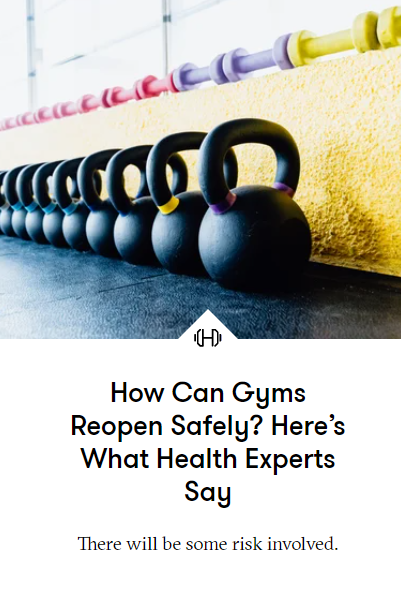 How Can Gyms
Reopen Safely? Here’s
What Health Experts
Say
There will be some risk involved.